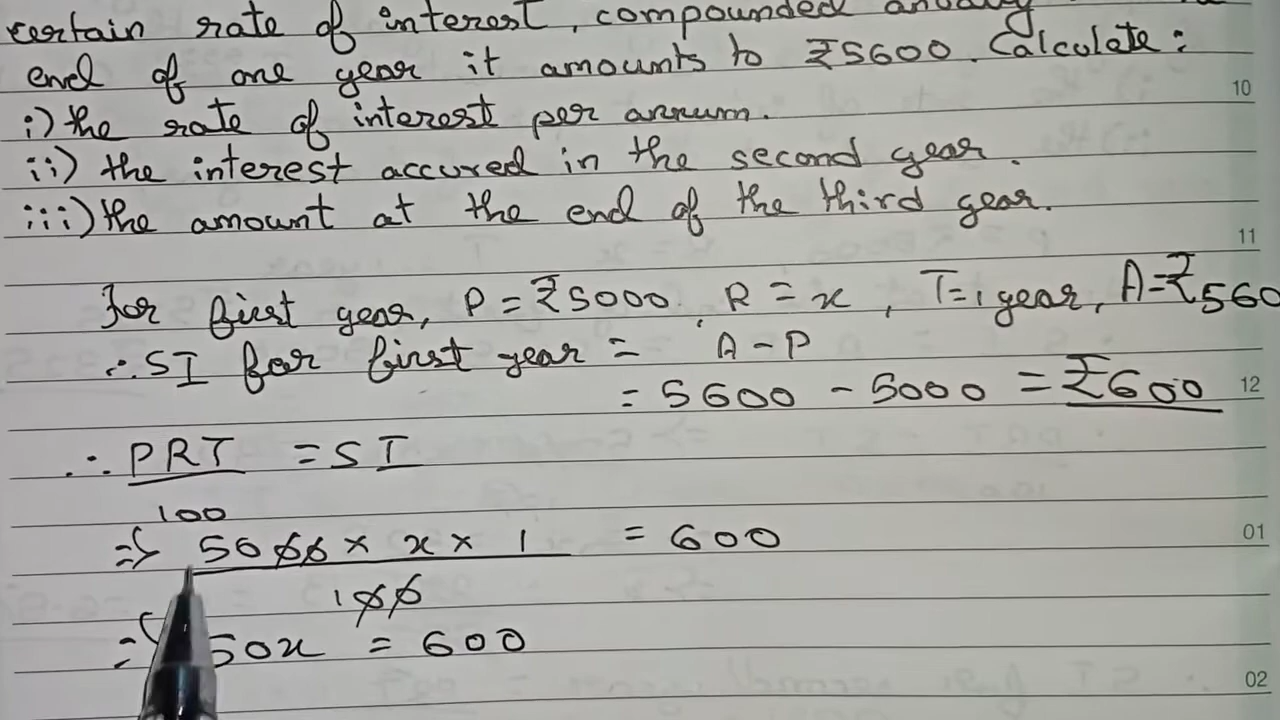 certain rate of interest, compounded
end of one year it amounts to ₹5600. Calculate:
10
i) the rate of interest per annum.
ii) the interest accured in the second year.
iii) the amount at the end of the third year.
11
For first year, P = ₹5000. R = x, T = 1 year, A = ₹560
∴ SI for first year = A - P
= 5600 - 5000 = ₹600
12
∴ PRT = SI
100
⇒ 5000 × x × 1 = 600
01
100
⇒ 50x = 600
02